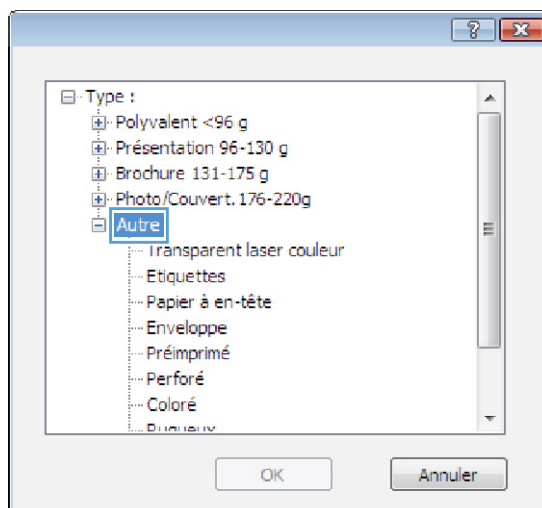 Type :
Polyvalent <96 g
Présentation 96-130 g
Brochure 131-175 g
Photo/Couvert. 176-220g
Autre
Transparent laser couleur
Etiquettes
Papier à en-tête
Enveloppe
Préimprimé
Perforé
Coloré
Rugueux
OK Annuler